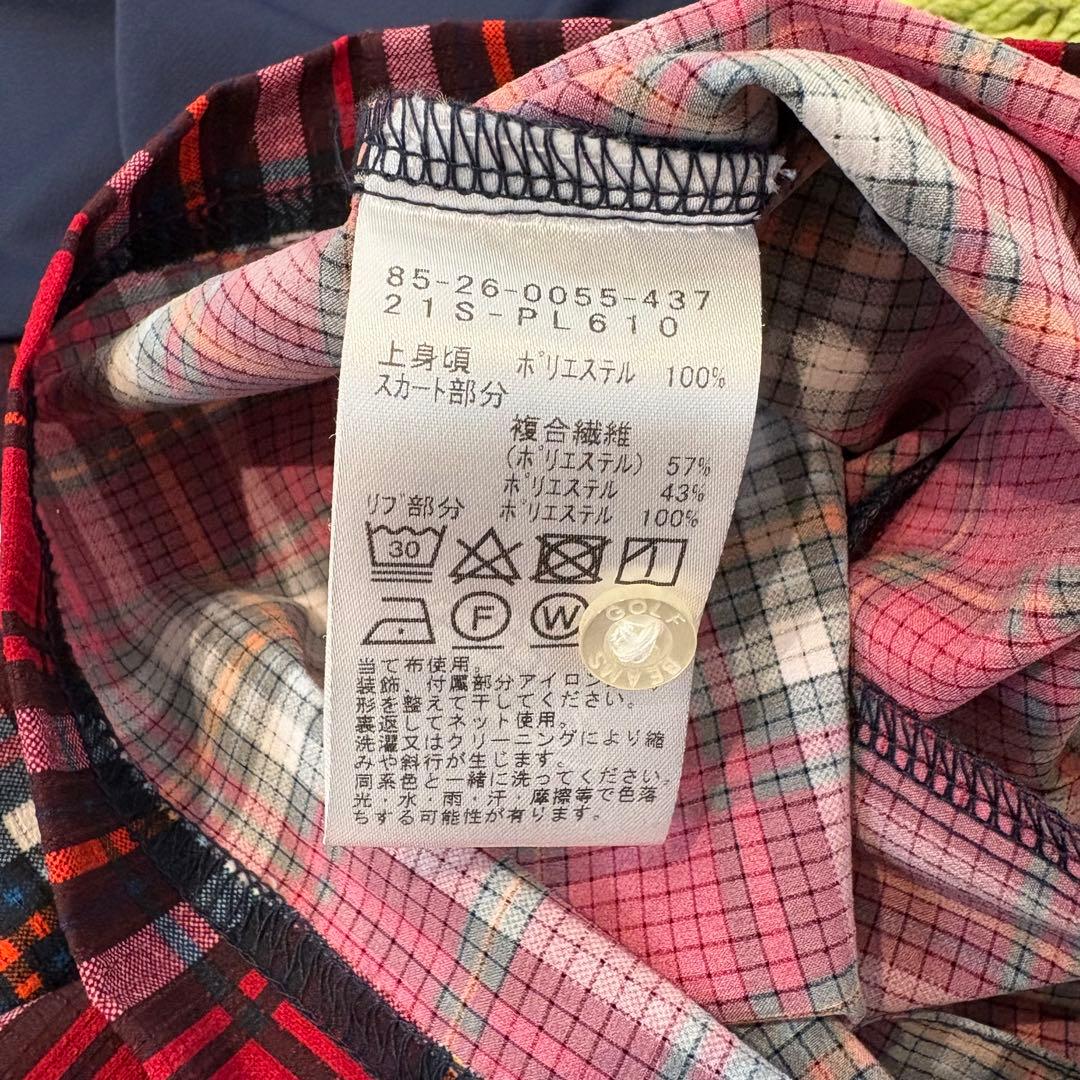 85-26-0055-437
21S-PL610
上身頃 ポリエステル 100%
スカート部分
複合繊維
(ポリエステル) 57%
ポリエステル 43%
リブ部分 ポリエステル 100%
30
F W
GOLF
BEAMS
当て布使用。
装飾、付属部分アイロン
形を整えて干してください。
裏返してネット使用。
洗濯又はクリーニングにより縮
みや斜行が生じます。
同系色と一緒に洗ってください。
光・水・雨・汗・摩擦等で色落
ちする可能性が有ります。